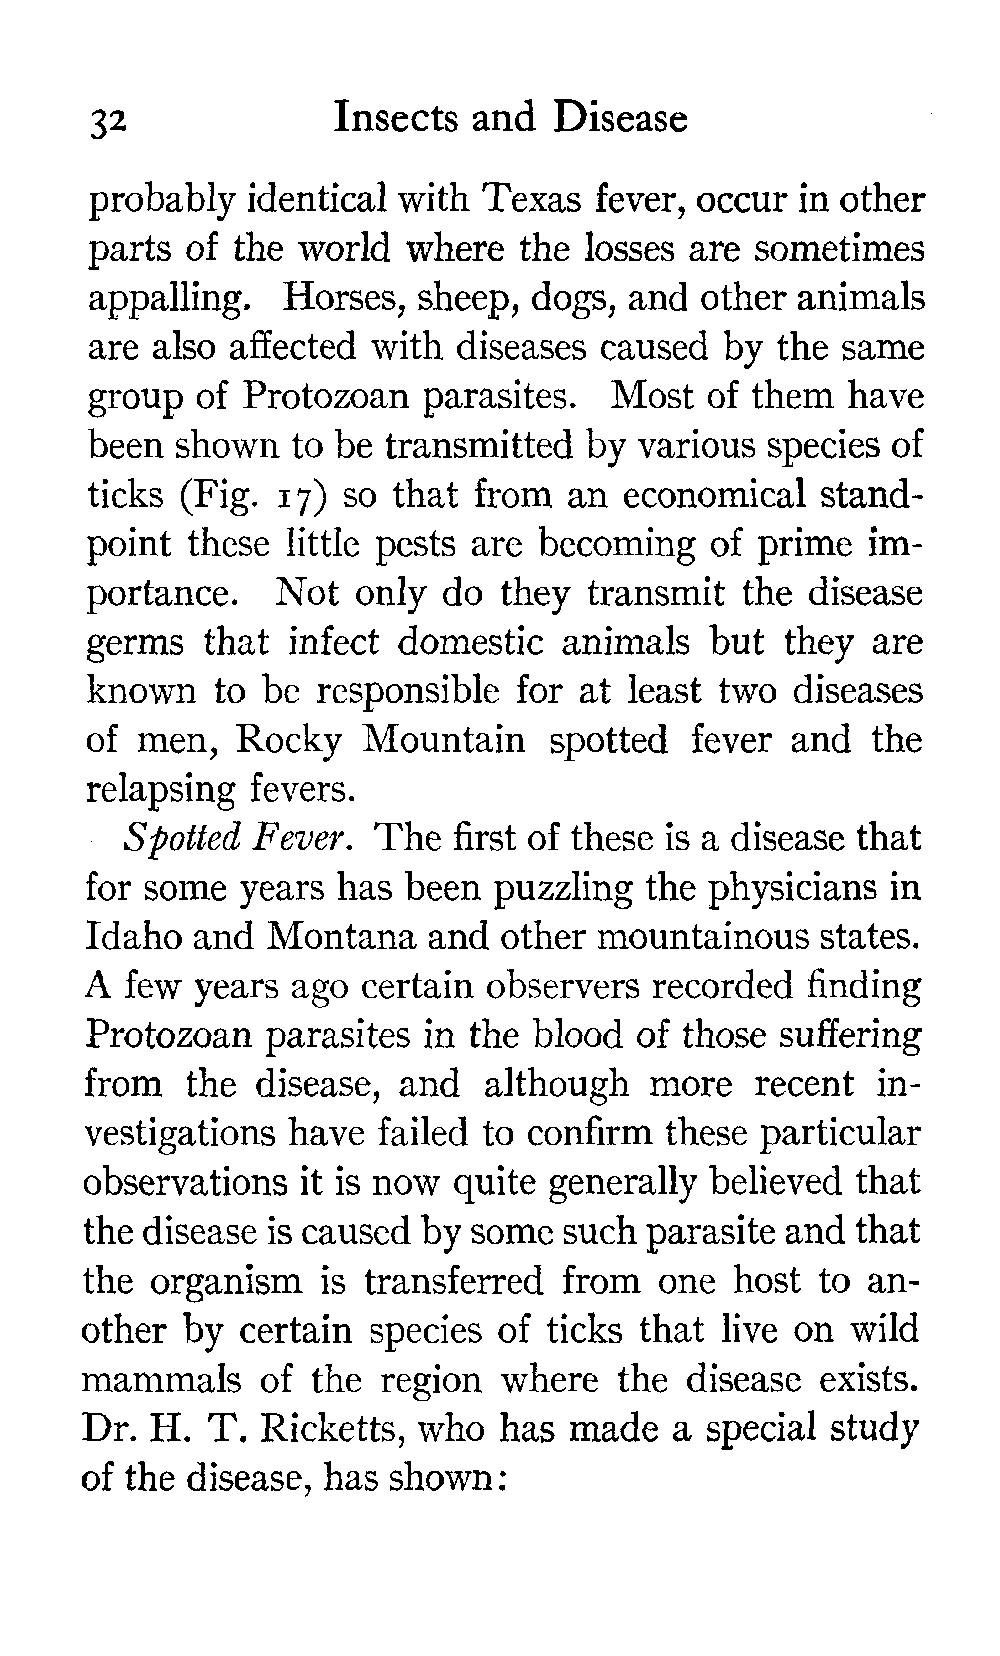 32 Insects and Disease
probably identical with Texas fever, occur in other
parts of the world where the losses are sometimes
appalling. Horses, sheep, dogs, and other animals
are also affected with diseases caused by the same
group of Protozoan parasites. Most of them have
been shown to be transmitted by various species of
ticks (Fig. 17) so that from an economical stand-
point these little pests are becoming of prime im-
portance. Not only do they transmit the disease
germs that infect domestic animals but they are
known to be responsible for at least two diseases
of men, Rocky Mountain spotted fever and the
relapsing fevers.
Spotted Fever. The first of these is a disease that
for some years has been puzzling the physicians in
Idaho and Montana and other mountainous states.
A few years ago certain observers recorded finding
Protozoan parasites in the blood of those suffering
from the disease, and although more recent in-
vestigations have failed to confirm these particular
observations it is now quite generally believed that
the disease is caused by some such parasite and that
the organism is transferred from one host to an-
other by certain species of ticks that live on wild
mammals of the region where the disease exists.
Dr. H. T. Ricketts, who has made a special study
of the disease, has shown: